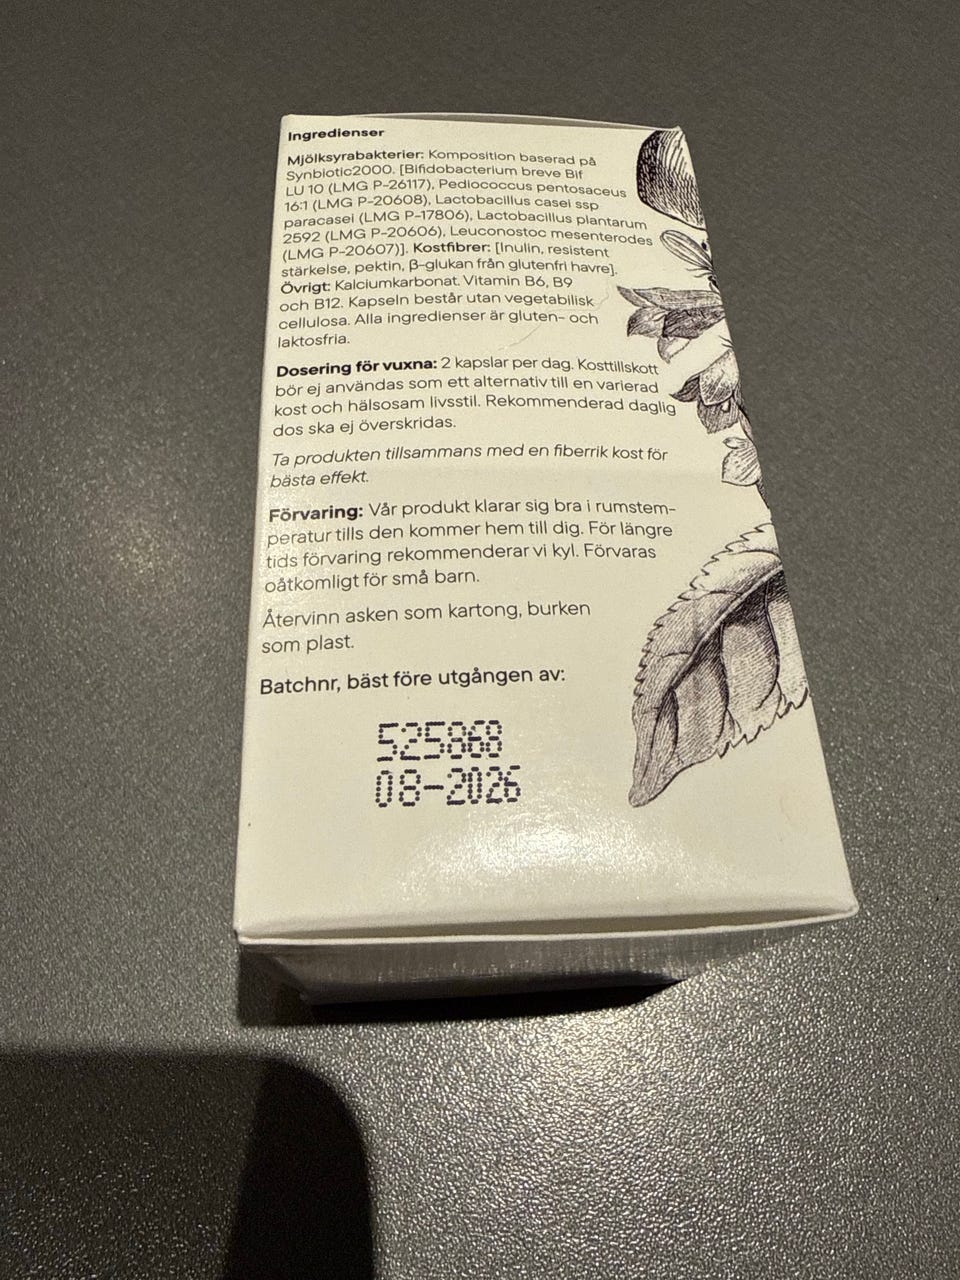 Ingredienser
Mjölksyrabakterier: Komposition baserad på
Synbiotic2000. [Bifidobacterium breve Bif
LU 10 (LMG P-26117), Pediococcus pentosaceus
16:1 (LMG P-20608), Lactobacillus casei ssp
paracasei (LMG P-17806), Lactobacillus plantarum
2592 (LMG P-20606), Leuconostoc mesenterodes
(LMG P-20607)]. Kostfibrer: [Inulin, resistent
stärkelse, pektin, β-glukan från glutenfri havre].
Övrigt: Kalciumkarbonat. Vitamin B6, B9
och B12. Kapseln består utan vegetabilisk
cellulosa. Alla ingredienser är gluten- och
laktosfria.
Dosering för vuxna: 2 kapslar per dag. Kosttillskott
bör ej användas som ett alternativ till en varierad
kost och hälsosam livsstil. Rekommenderad daglig
dos ska ej överskridas.
Ta produkten tillsammans med en fiberrik kost för
bästa effekt.
Förvaring: Vår produkt klarar sig bra i rumstem-
peratur tills den kommer hem till dig. För längre
tids förvaring rekommenderar vi kyl. Förvaras
oåtkomligt för små barn.
Återvinn asken som kartong, burken
som plast.
Batchnr, bäst före utgången av:
525868
08-2026